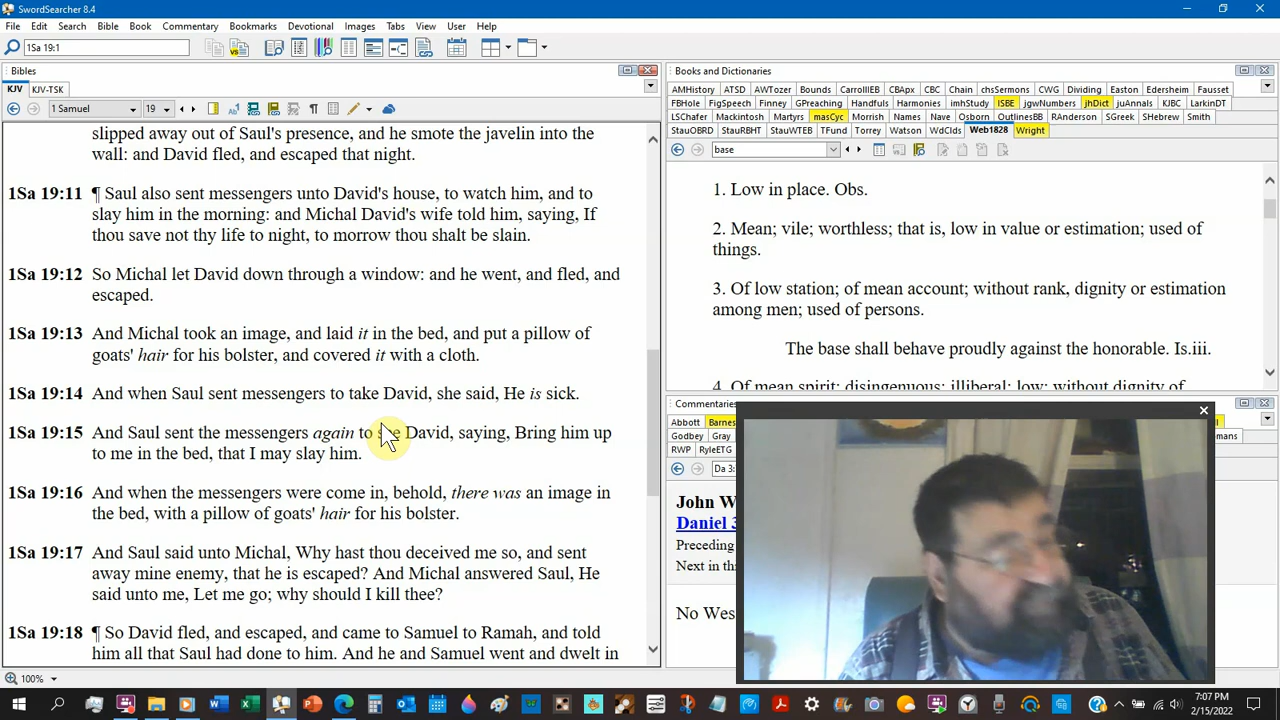 SwordSearcher 8.4
File Edit Search Bible Book Commentary Bookmarks Devotional Images Tabs View User Help
1Sa 19:1
Bibles
KJV KJV-TSK
1 Samuel 19
slipped away out of Saul's presence, and he smote the javelin into the
wall: and David fled, and escaped that night.
1Sa 19:11 ¶ Saul also sent messengers unto David's house, to watch him, and to
slay him in the morning: and Michal David's wife told him, saying, If
thou save not thy life to night, to morrow thou shalt be slain.
1Sa 19:12 So Michal let David down through a window: and he went, and fled, and
escaped.
1Sa 19:13 And Michal took an image, and laid it in the bed, and put a pillow of
goats' hair for his bolster, and covered it with a cloth.
1Sa 19:14 And when Saul sent messengers to take David, she said, He is sick.
1Sa 19:15 And Saul sent the messengers again to see David, saying, Bring him up
to me in the bed, that I may slay him.
1Sa 19:16 And when the messengers were come in, behold, there was an image in
the bed, with a pillow of goats' hair for his bolster.
1Sa 19:17 And Saul said unto Michal, Why hast thou deceived me so, and sent
away mine enemy, that he is escaped? And Michal answered Saul, He
said unto me, Let me go; why should I kill thee?
1Sa 19:18 ¶ So David fled, and escaped, and came to Samuel to Ramah, and told
him all that Saul had done to him. And he and Samuel went and dwelt in
100%
Books and Dictionaries
AMHistory ATSD AWTozer Bounds CarrollEIB CBApx CBC Chain chsSermons CWG Dividing Easton Edersheim Fausset
FBHole FigSpeech Finney GPreaching Handfuls Harmonies imhStudy ISBE jgwNumbers jhDict juAnnals KJBC LarkinDT
LSChafer Mackintosh Martyrs masCyc Morrish Names Nave Osborn OutlinesBB RAnderson SGreek SHebrew Smith
StauOBRD StauRBHT StauWTEB TFund Torrey Watson WdClds Web1828 Wright
base
1. Low in place. Obs.
2. Mean; vile; worthless; that is, low in value or estimation; used of
things.
3. Of low station; of mean account; without rank, dignity or estimation
among men; used of persons.
The base shall behave proudly against the honorable. Is.iii.
4. Of mean spirit; disingenuous; illiberal; low; without dignity of
Commentaries
Abbott Barnes
Godbey Gray
RWP RyleETG
Da 3:
John W
Daniel 3
Preceding
Next in th
No Wes
7:07 PM
2/15/2022